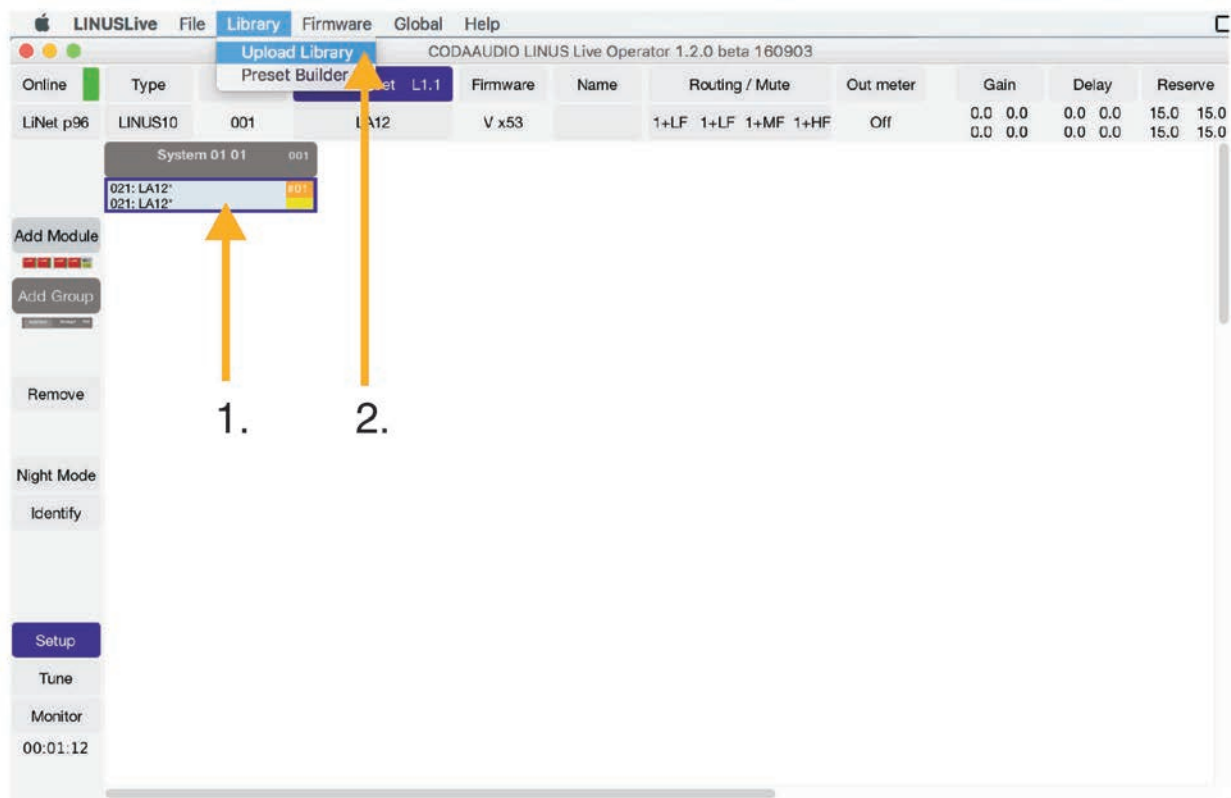 LINUSLive File Library Firmware Global Help
CODAAUDIO LINUS Live Operator 1.2.0 beta 160903
Upload Library
Preset Builder
Online Type L1.1 Firmware Name Routing / Mute Out meter Gain Delay Reserve
LiNet p96 LINUS10 001 LA12 V x53 1+LF 1+LF 1+MF 1+HF Off 0.0 0.0 0.0 0.0 15.0 15.0
0.0 0.0 0.0 0.0 15.0 15.0
System 01 01 001
021: LA12* #01
021: LA12*
Add Module
Add Group
Remove
1. 2.
Night Mode
Identify
Setup
Tune
Monitor
00:01:12